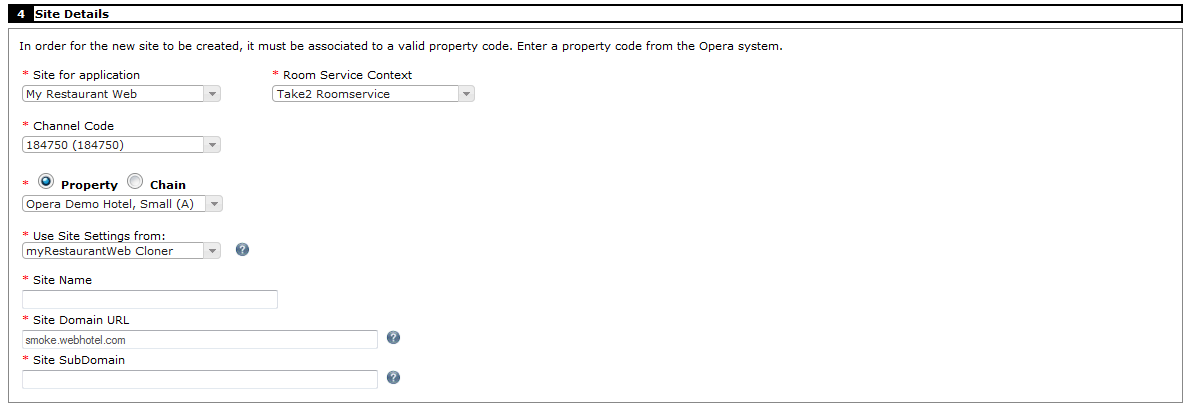 4 Site Details
In order for the new site to be created, it must be associated to a valid property code. Enter a property code from the Opera system.
* Site for application * Room Service Context
My Restaurant Web Take2 Roomservice
* Channel Code
184750 (184750)
* Property Chain
Opera Demo Hotel, Small (A)
* Use Site Settings from:
myRestaurantWeb Cloner ?
* Site Name
* Site Domain URL
smoke.webhotel.com ?
* Site SubDomain
?